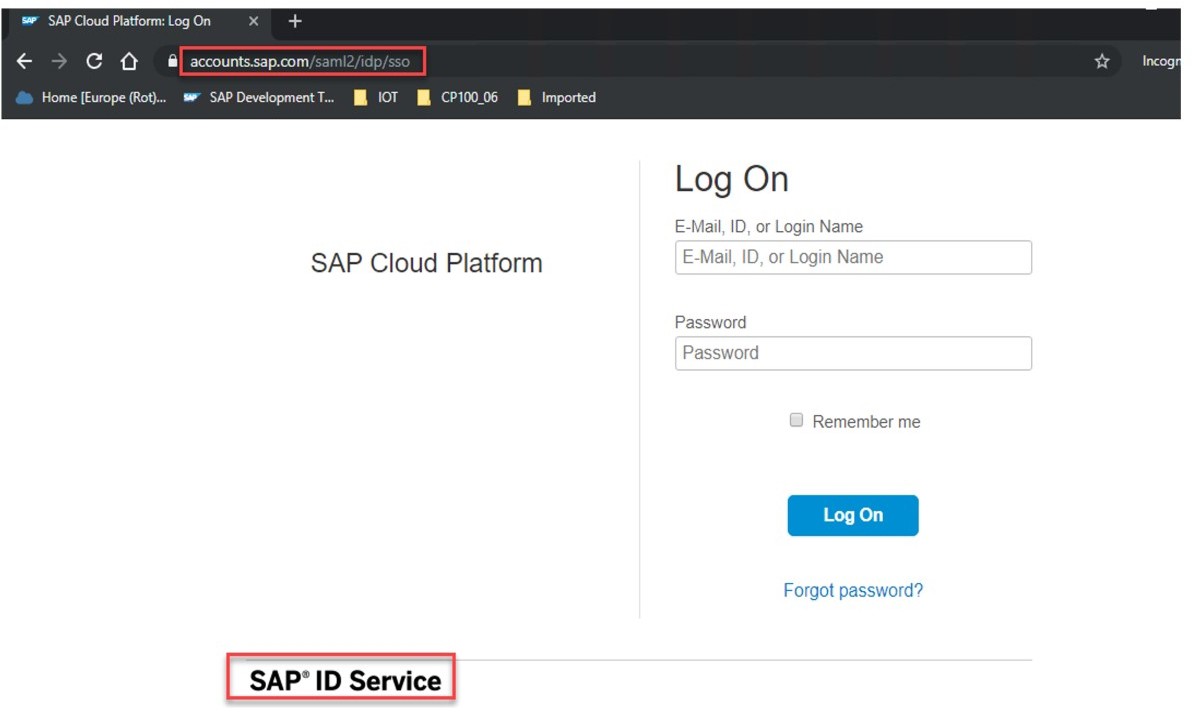 SAP SAP Cloud Platform: Log On
accounts.sap.com/saml2/idp/sso
Incogn
Home [Europe (Rot)... SAP SAP Development T... IOT CP100_06 Imported
Log On
E-Mail, ID, or Login Name
E-Mail, ID, or Login Name
SAP Cloud Platform
Password
Password
Remember me
Log On
Forgot password?
SAP® ID Service